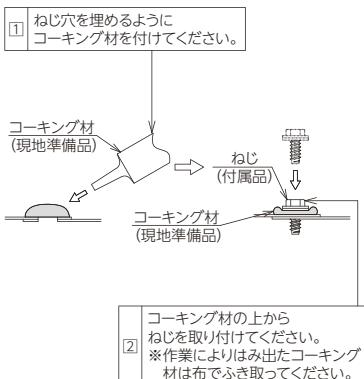 1 ねじ穴を埋めるように
コーキング材を付けてください。
コーキング材
(現地準備品)
ねじ
(付属品)
コーキング材
(現地準備品)
2 コーキング材の上から
ねじを取り付けてください。
※作業によりはみ出たコーキング
材は布でふき取ってください。